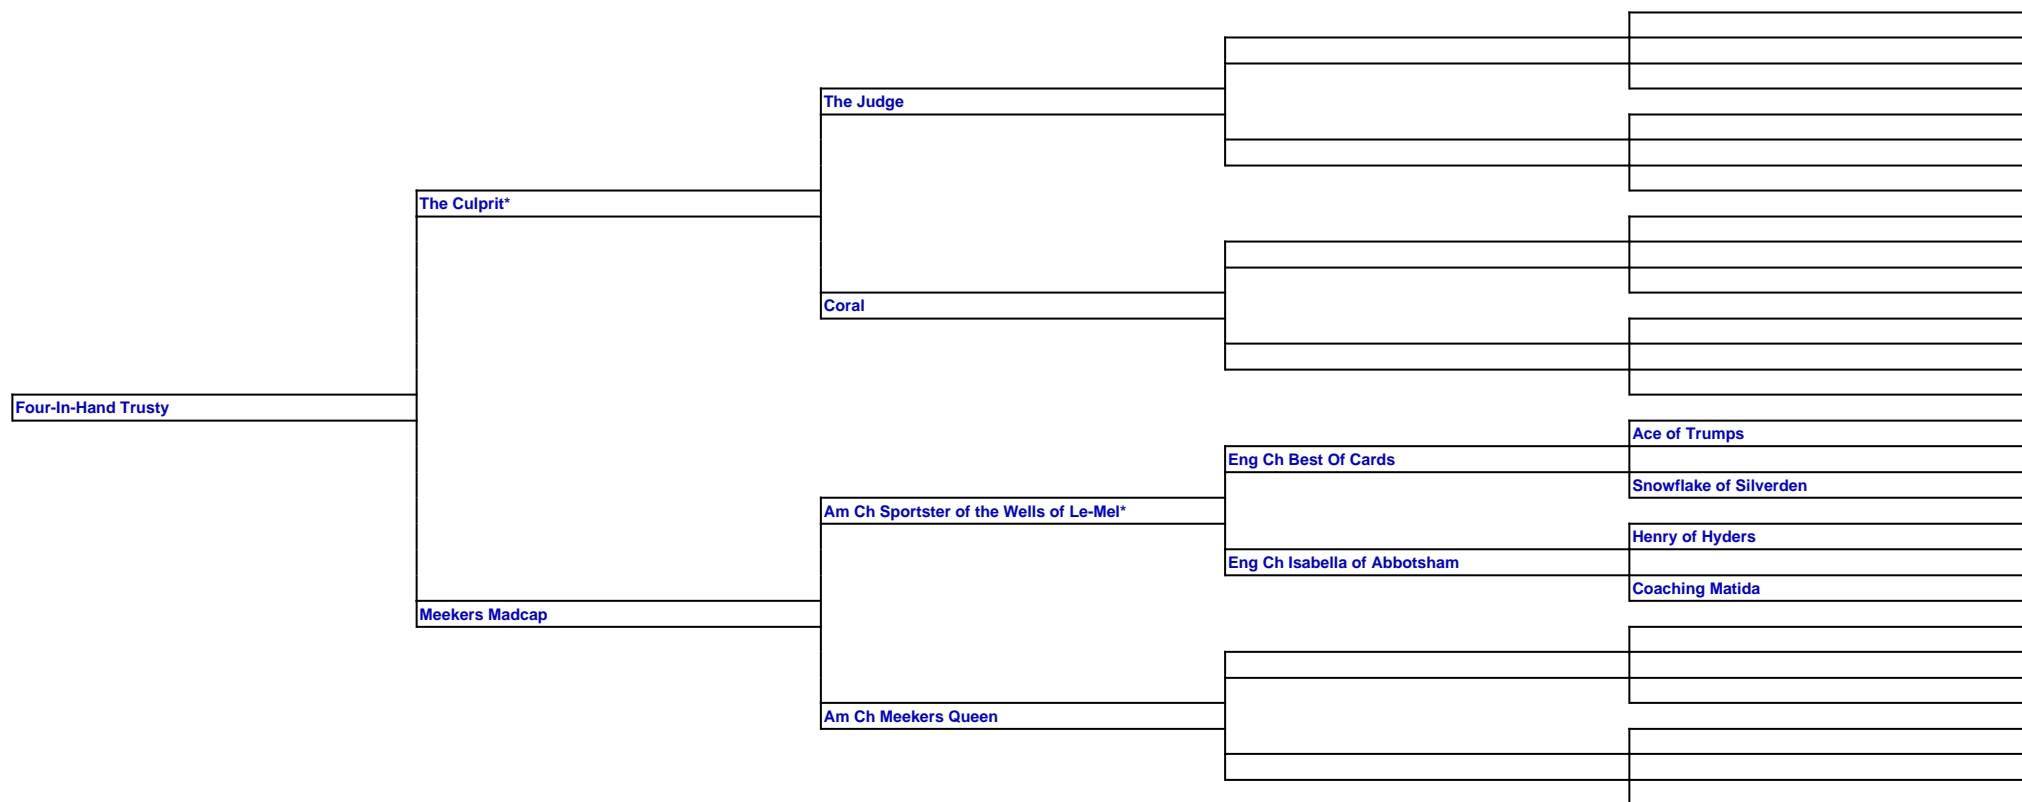 The Judge
The Culprit*
Coral
Four-In-Hand Trusty
Ace of Trumps
Eng Ch Best Of Cards
Snowflake of Silverden
Am Ch Sportster of the Wells of Le-Mel*
Henry of Hyders
Eng Ch Isabella of Abbotsham
Coaching Matida
Meekers Madcap
Am Ch Meekers Queen